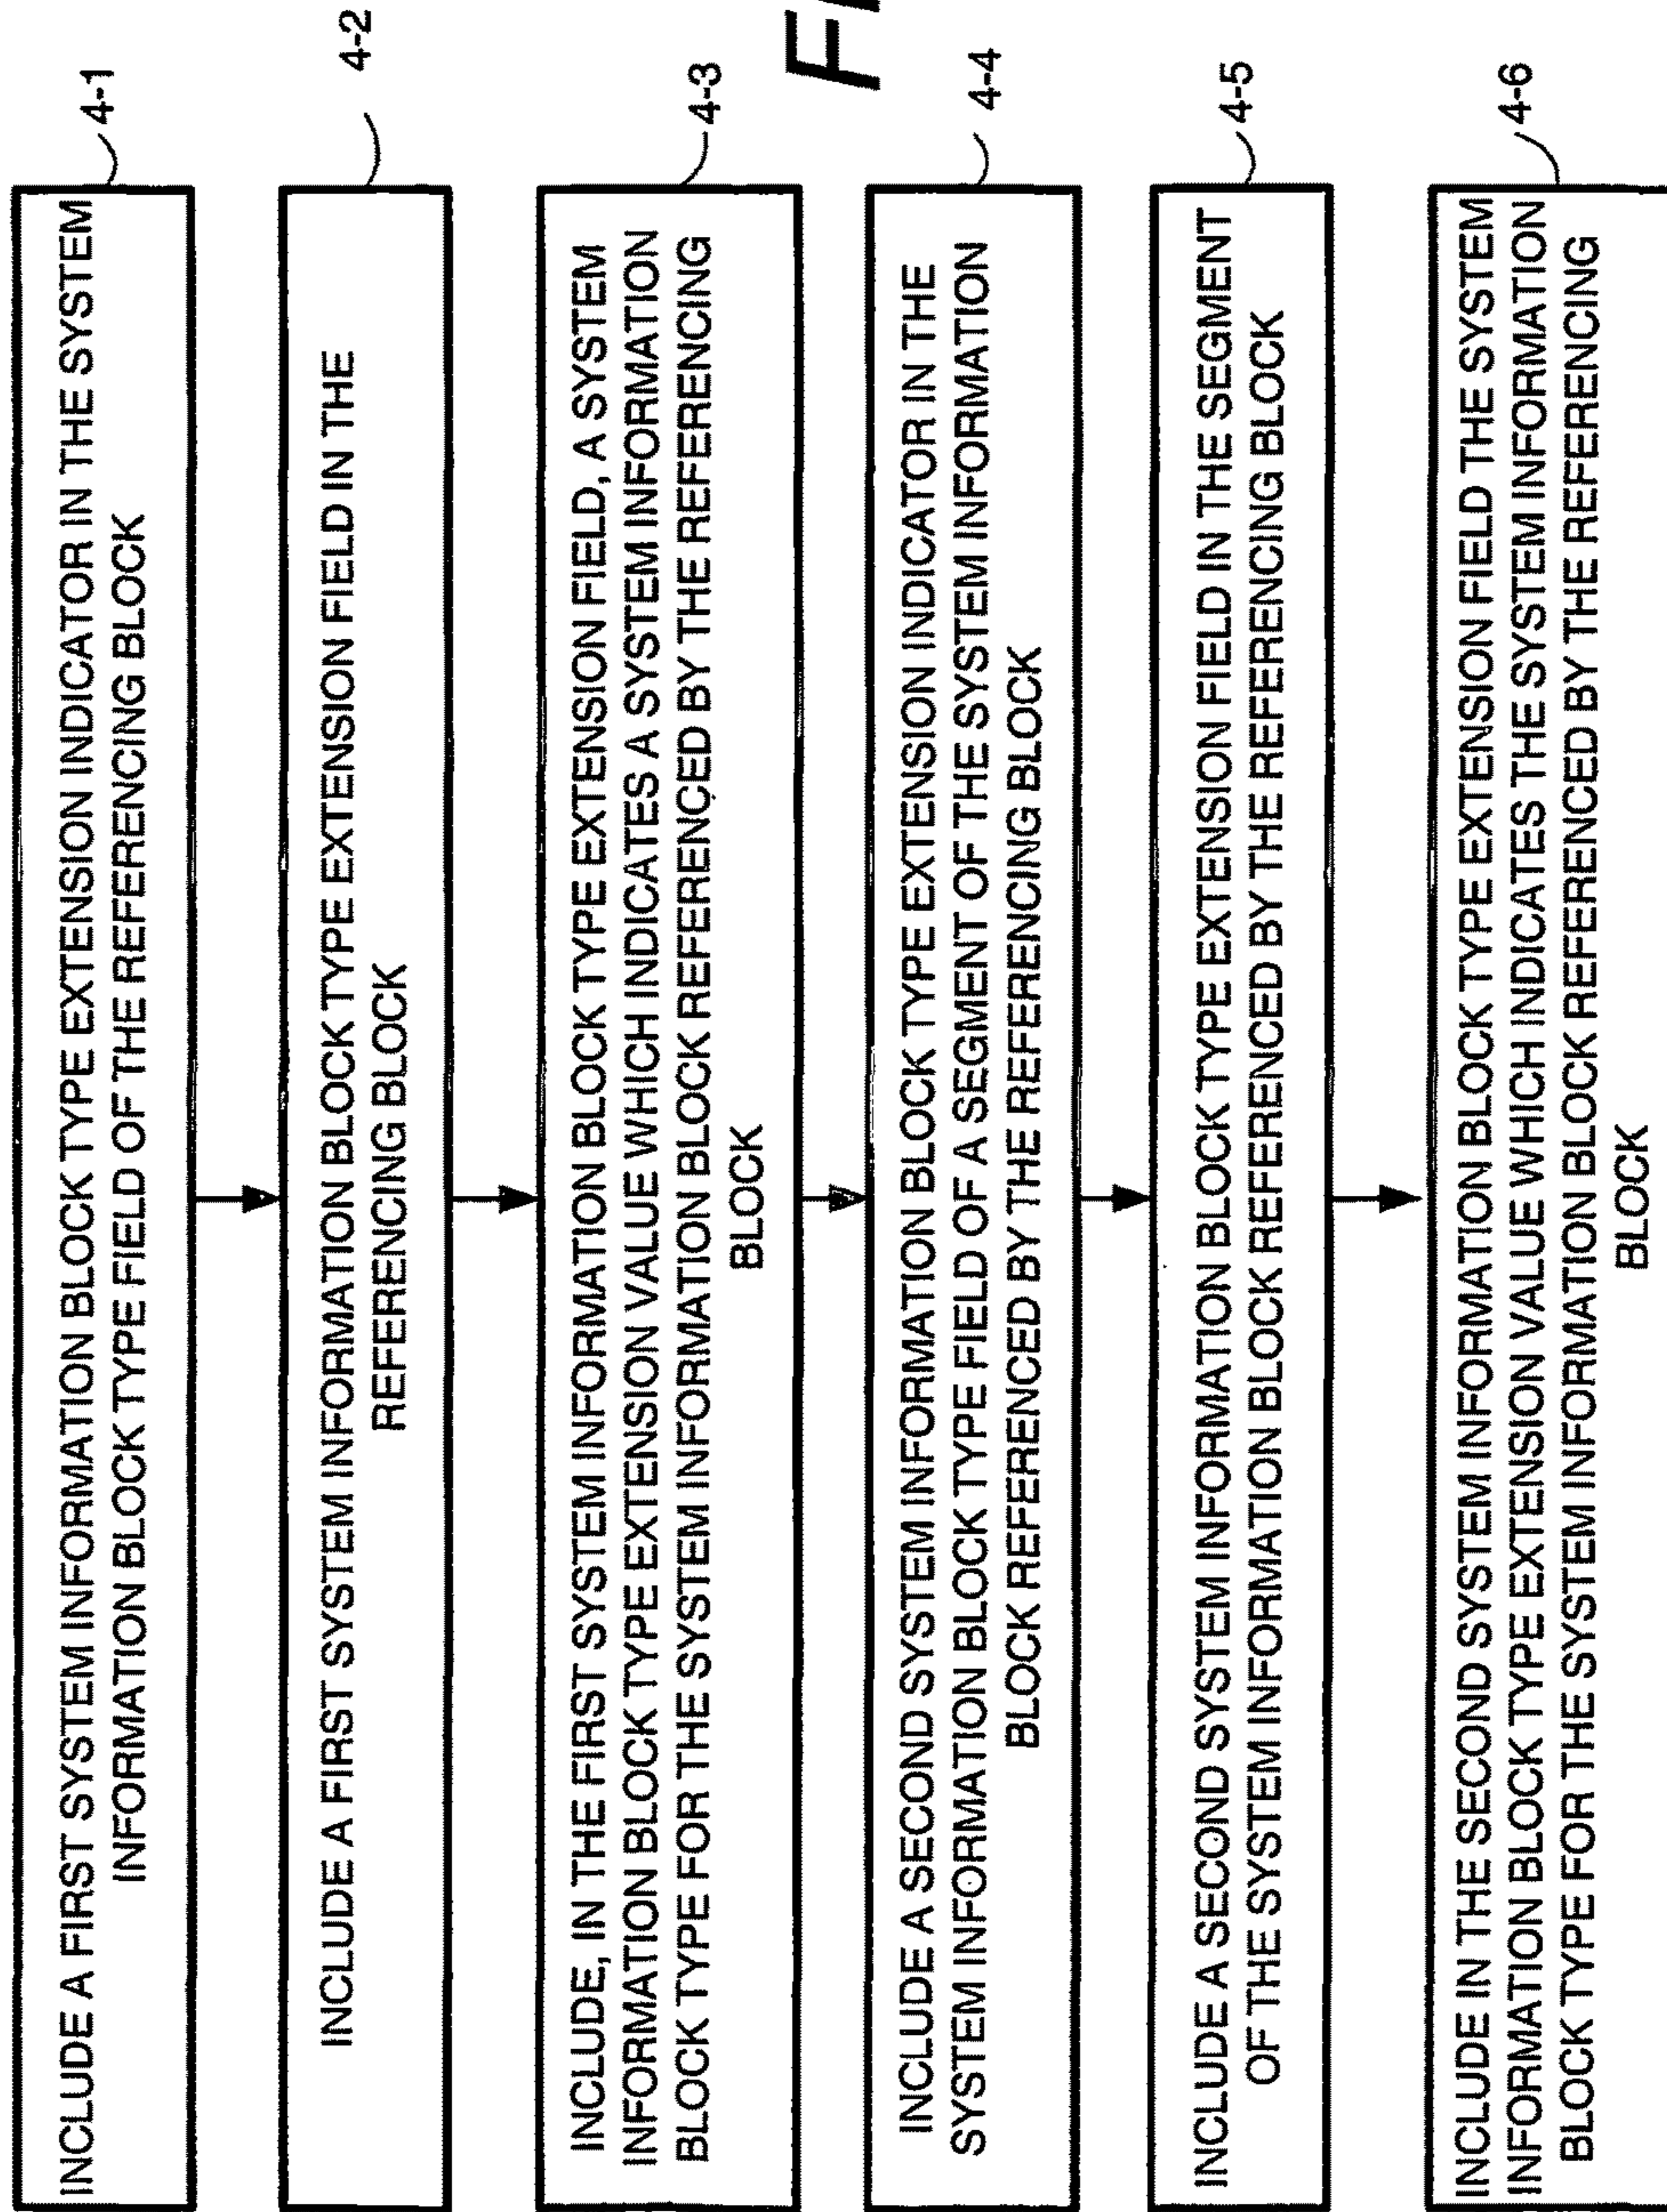 INCLUDE A FIRST SYSTEM INFORMATION BLOCK TYPE EXTENSION INDICATOR IN THE SYSTEM
INFORMATION BLOCK TYPE FIELD OF THE REFERENCING BLOCK
4-1
INCLUDE A FIRST SYSTEM INFORMATION BLOCK TYPE EXTENSION FIELD IN THE
REFERENCING BLOCK
4-2
INCLUDE, IN THE FIRST SYSTEM INFORMATION BLOCK TYPE EXTENSION FIELD, A SYSTEM
INFORMATION BLOCK TYPE EXTENSION VALUE WHICH INDICATES A SYSTEM INFORMATION
BLOCK TYPE FOR THE SYSTEM INFORMATION BLOCK REFERENCED BY THE REFERENCING
BLOCK
4-3
INCLUDE A SECOND SYSTEM INFORMATION BLOCK TYPE EXTENSION INDICATOR IN THE
SYSTEM INFORMATION BLOCK TYPE FIELD OF A SEGMENT OF THE SYSTEM INFORMATION
BLOCK REFERENCED BY THE REFERENCING BLOCK
4-4
INCLUDE A SECOND SYSTEM INFORMATION BLOCK TYPE EXTENSION FIELD IN THE SEGMENT
OF THE SYSTEM INFORMATION BLOCK REFERENCED BY THE REFERENCING BLOCK
4-5
INCLUDE IN THE SECOND SYSTEM INFORMATION BLOCK TYPE EXTENSION FIELD THE SYSTEM
INFORMATION BLOCK TYPE EXTENSION VALUE WHICH INDICATES THE SYSTEM INFORMATION
BLOCK TYPE FOR THE SYSTEM INFORMATION BLOCK REFERENCED BY THE REFERENCING
BLOCK
4-6